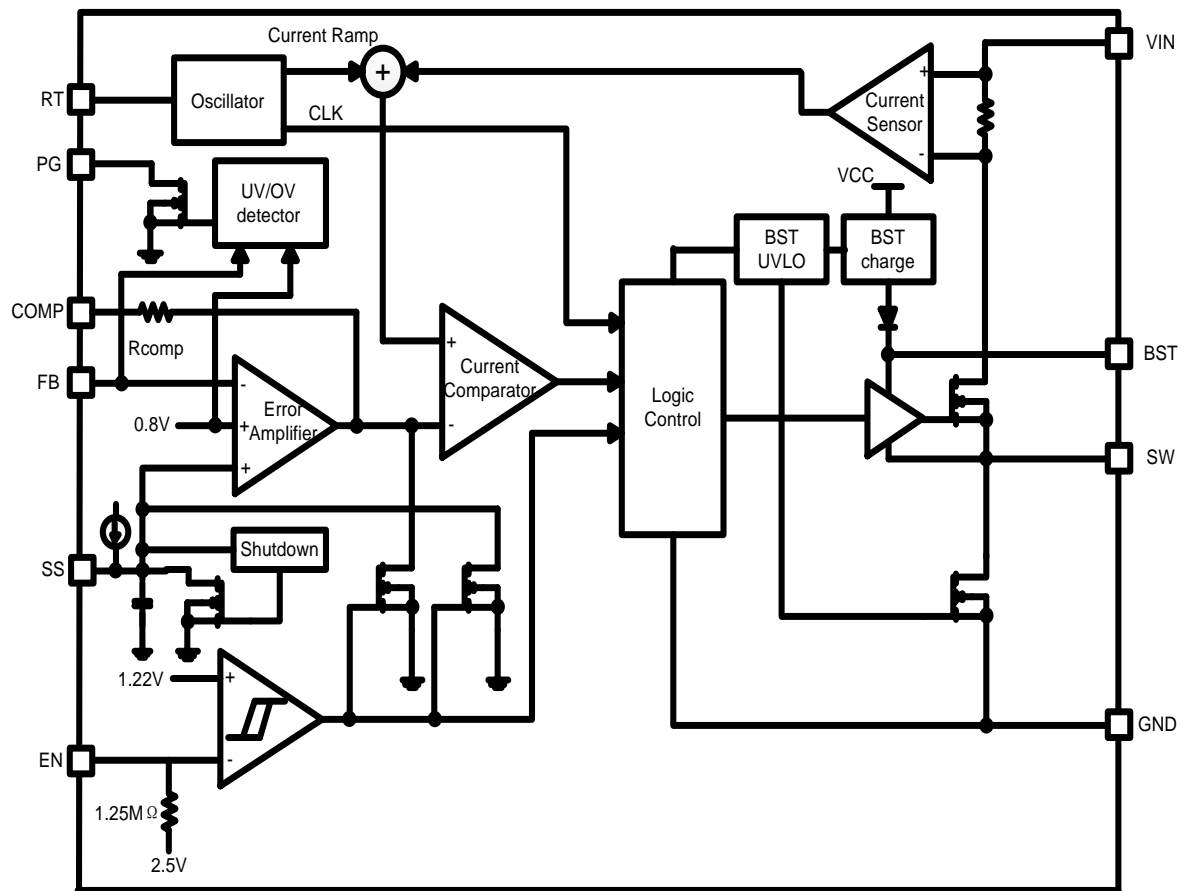 Current Ramp
VIN
+
+
RT
Oscillator
Current
Sensor
CLK
-
PG
UV/OV
detector
VCC
BST
UVLO
BST
charge
COMP
Rcomp
+
Current
Comparator
-
BST
FB
-
Error
Amplifier
0.8V
+
+
Logic
Control
SW
SS
Shutdown
1.22V
+
-
EN
GND
1.25M Ω
2.5V